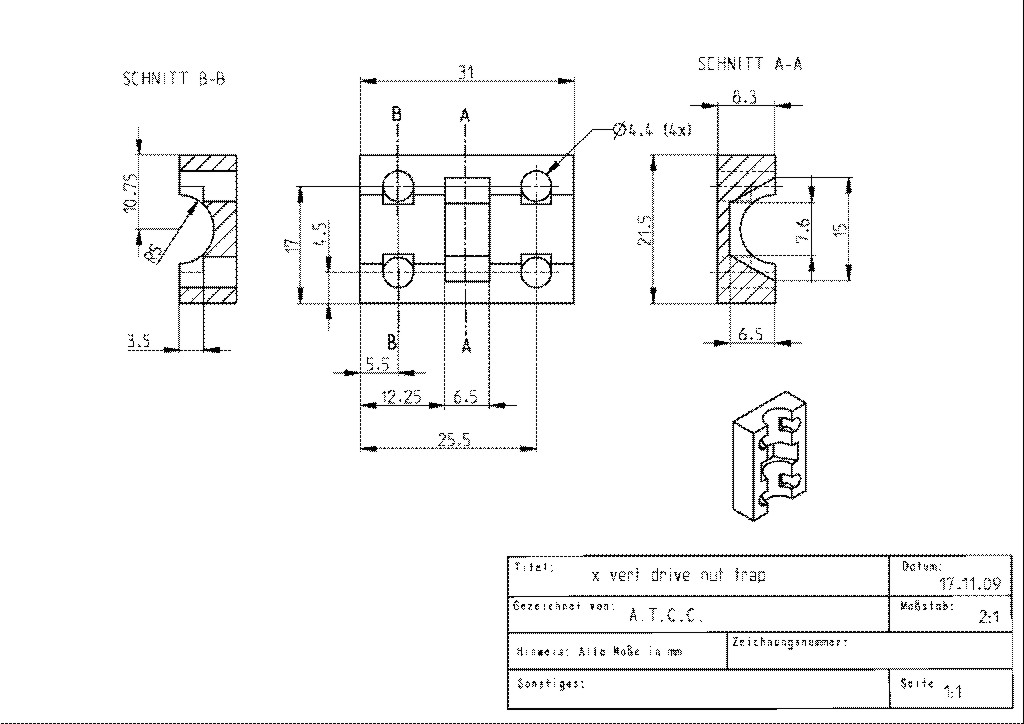 SCHNITT B-B
SCHNITT A-A
31
8.3
B
A
Ø4.4 (4x)
10.75
R5
17
4.5
21.5
7.6
15
3.5
B
A
6.5
5.5
12.25
6.5
25.5
Titel:
x vert drive nut trap
Datum:
17.11.09
Gezeichnet von:
A.T.C.C.
Maßstab:
2:1
Hinweis: Alle Maße in mm
Zeichnungsnummer:
Sonstiges:
Seite
1:1